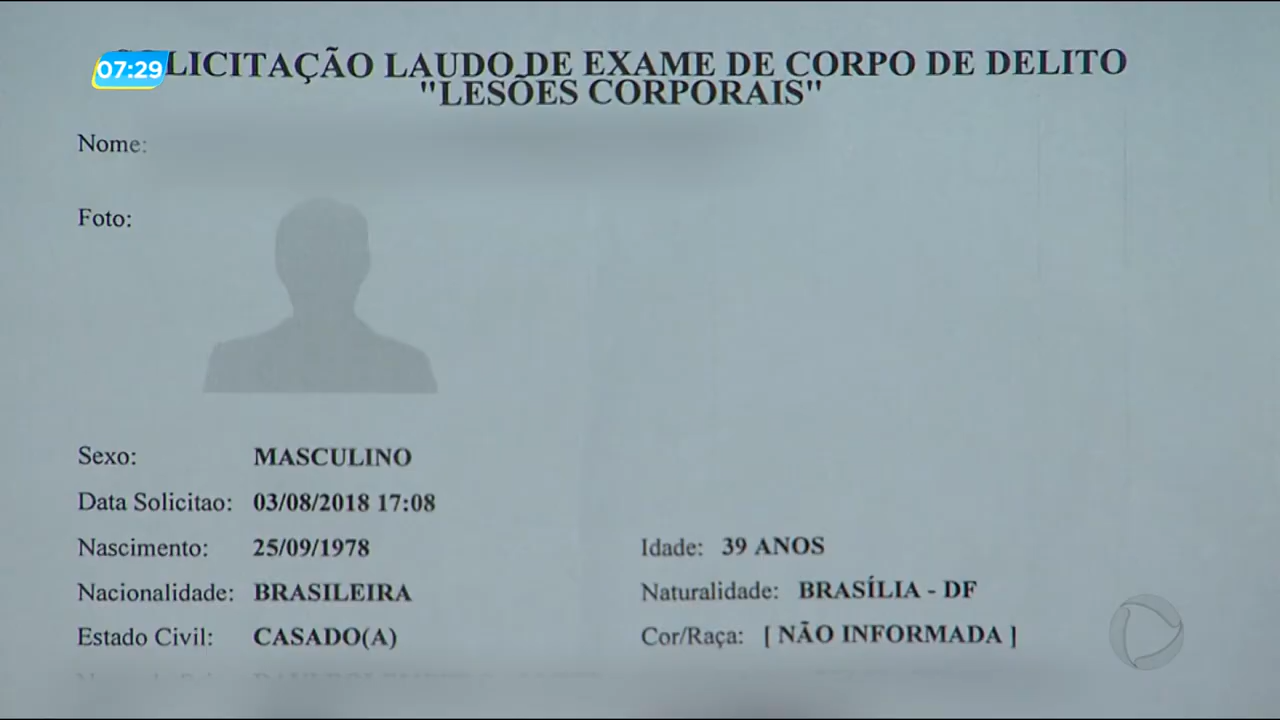 07:29
LICITAÇÃO LAUDO DE EXAME DE CORPO DE DELITO
"LESÕES CORPORAIS"
Nome:
Foto:
Sexo: MASCULINO
Data Solicitao: 03/08/2018 17:08
Nascimento: 25/09/1978 Idade: 39 ANOS
Nacionalidade: BRASILEIRA Naturalidade: BRASÍLIA - DF
Estado Civil: CASADO(A) Cor/Raça: [ NÃO INFORMADA ]